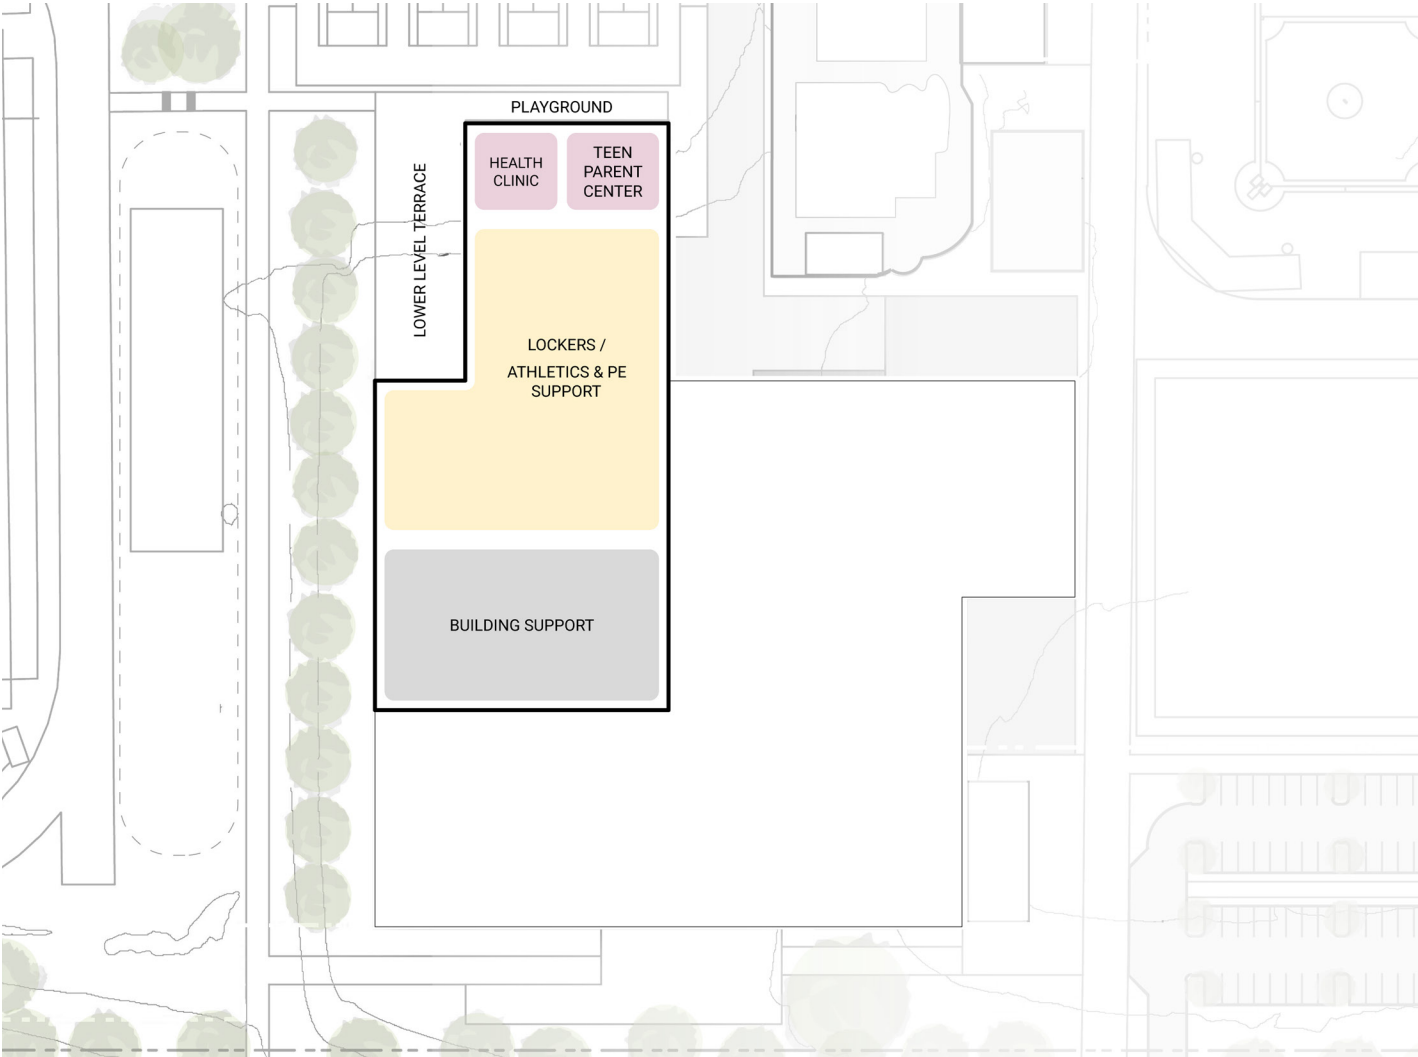 PLAYGROUND
HEALTH
CLINIC
TEEN
PARENT
CENTER
LOWER LEVEL TERRACE
LOCKERS /
ATHLETICS & PE
SUPPORT
BUILDING SUPPORT